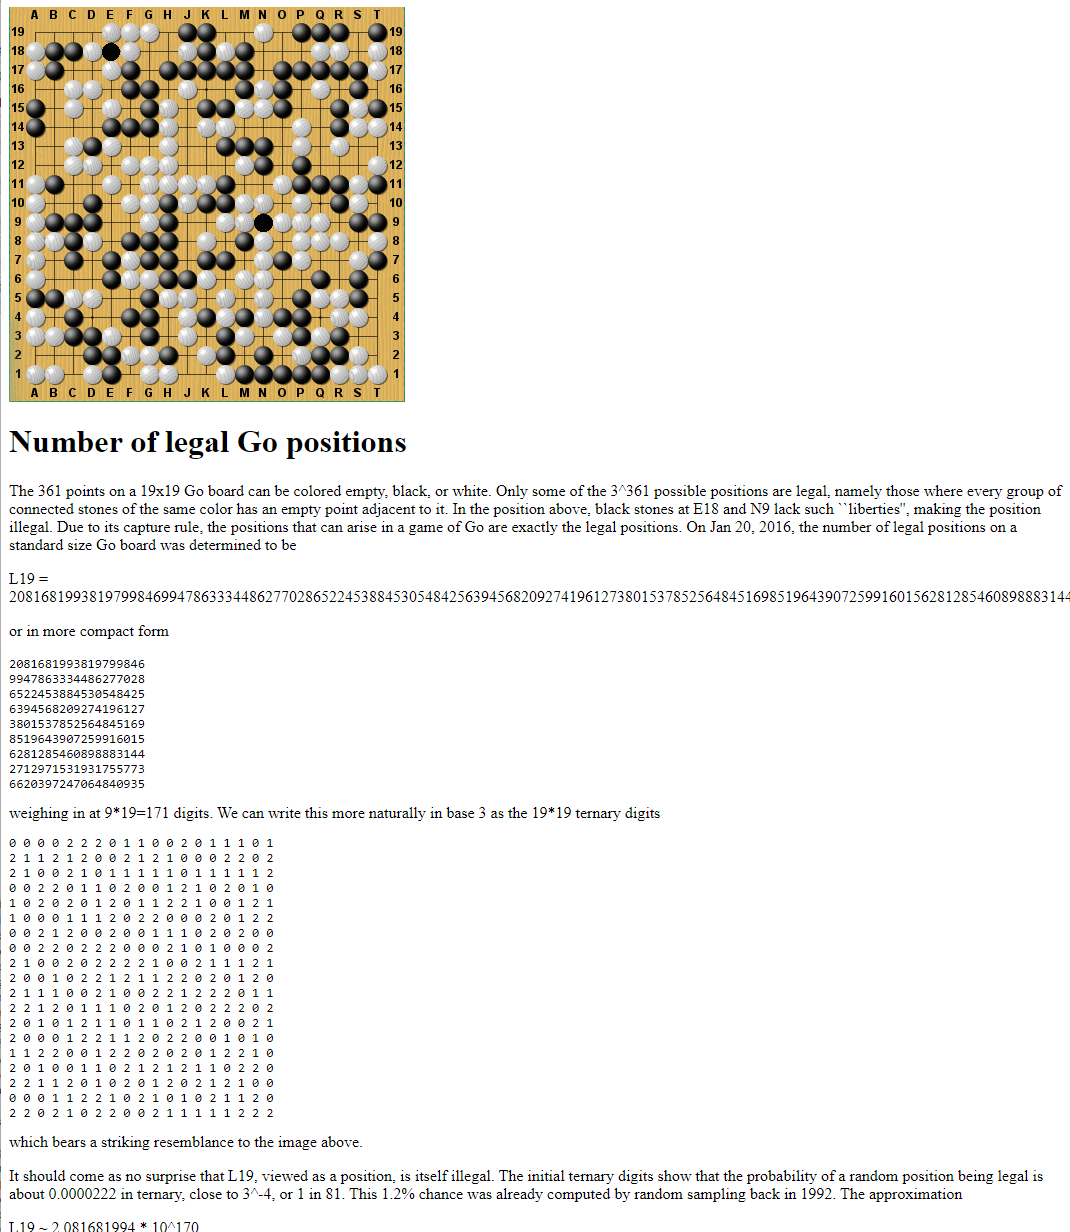 A B C D E F G H J K L M N O P Q R S T
19 19
18 18
17 17
16 16
15 15
14 14
13 13
12 12
11 11
10 10
9 9
8 8
7 7
6 6
5 5
4 4
3 3
2 2
1 1
A B C D E F G H J K L M N O P Q R S T
Number of legal Go positions
The 361 points on a 19x19 Go board can be colored empty, black, or white. Only some of the 3^361 possible positions are legal, namely those where every group of
connected stones of the same color has an empty point adjacent to it. In the position above, black stones at E18 and N9 lack such ``liberties'', making the position
illegal. Due to its capture rule, the positions that can arise in a game of Go are exactly the legal positions. On Jan 20, 2016, the number of legal positions on a
standard size Go board was determined to be
L19 =
208168199381979984699478633344862770286522453884530548425639456820927419612738015378525648451698519643907259916015628128546089888314
or in more compact form
2081681993819799846
9947863334486277028
6522453884530548425
6394568209274196127
3801537852564845169
8519643907259916015
6281285460898883144
2712971531931755773
6620397247064840935
weighing in at 9*19=171 digits. We can write this more naturally in base 3 as the 19*19 ternary digits
0 0 0 0 2 2 2 0 1 1 0 0 2 0 1 1 1 0 1
2 1 1 2 1 2 0 0 2 1 2 1 0 0 0 2 2 0 2
2 1 0 0 2 1 0 1 1 1 1 1 0 1 1 1 1 1 2
0 0 2 2 0 1 1 0 2 0 0 1 2 1 0 2 0 1 0
1 0 2 0 2 0 1 2 0 1 1 2 2 1 0 0 1 2 1
1 0 0 0 1 1 1 2 0 2 2 0 0 0 2 0 1 2 2
0 0 2 1 2 0 0 2 0 0 1 1 1 0 2 0 2 0 0
0 0 2 2 0 2 2 2 0 0 0 2 1 0 1 0 0 0 2
2 1 0 0 2 0 2 2 2 2 1 0 0 2 1 1 1 2 1
2 0 0 1 0 2 2 1 2 1 1 2 2 0 2 0 1 2 0
2 1 1 1 0 0 2 1 0 0 2 2 1 2 2 2 0 1 1
2 2 1 2 0 1 1 1 0 2 0 1 2 0 2 2 2 0 2
2 0 1 0 1 2 1 1 0 1 1 0 2 1 2 0 0 2 1
2 0 0 0 1 2 2 1 1 2 0 2 2 0 0 1 0 1 0
1 1 2 2 0 0 1 2 2 0 2 0 2 0 1 2 2 1 0
2 0 1 0 0 1 1 0 2 1 2 1 2 1 1 0 2 2 0
2 2 1 1 2 0 1 0 2 0 1 2 0 2 1 2 1 0 0
0 0 0 1 1 2 2 1 0 2 1 0 1 0 2 1 1 2 0
2 2 0 2 1 0 2 2 0 0 2 1 1 1 1 1 2 2 2
which bears a striking resemblance to the image above.
It should come as no surprise that L19, viewed as a position, is itself illegal. The initial ternary digits show that the probability of a random position being legal is
about 0.0000222 in ternary, close to 3^-4, or 1 in 81. This 1.2% chance was already computed by random sampling back in 1992. The approximation
L19 ~ 2.081681994 * 10^170